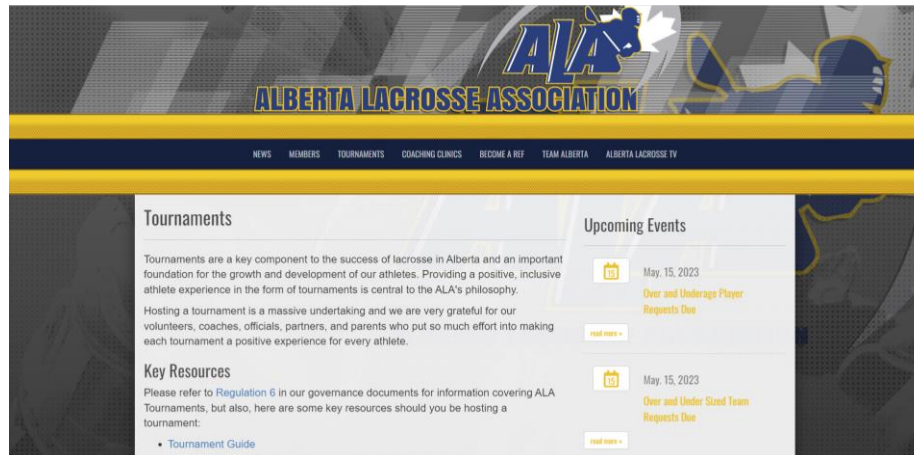 ALA
ALBERTA LACROSSE ASSOCIATION
NEWS MEMBERS TOURNAMENTS COACHING CLINICS BECOME A REF TEAM ALBERTA ALBERTA LACROSSE TV
Tournaments
Tournaments are a key component to the success of lacrosse in Alberta and an important
foundation for the growth and development of our athletes. Providing a positive, inclusive
athlete experience in the form of tournaments is central to the ALA's philosophy.
Hosting a tournament is a massive undertaking and we are very grateful for our
volunteers, coaches, officials, partners, and parents who put so much effort into making
each tournament a positive experience for every athlete.
Key Resources
Please refer to Regulation 6 in our governance documents for information covering ALA
Tournaments, but also, here are some key resources should you be hosting a
tournament:
• Tournament Guide
Upcoming Events
15
May. 15, 2023
Over and Underage Player
Requests Due
read more »
15
May. 15, 2023
Over and Under Sized Team
Requests Due
read more »